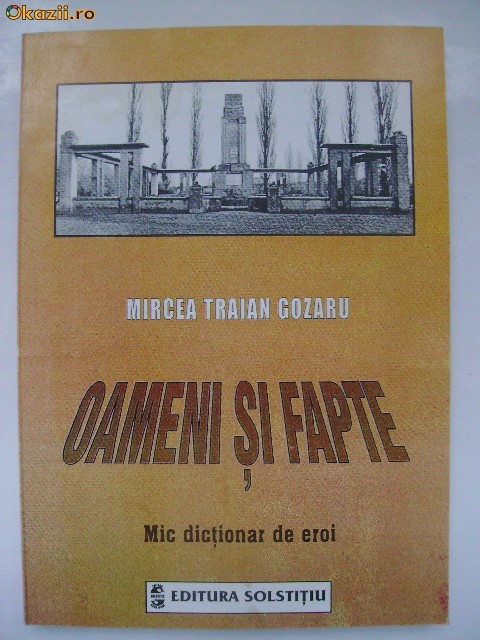 Okazii.ro
MIRCEA TRAIAN GOZARU
OAMENI ȘI FAPTE
Mic dicționar de eroi
EDITURA SOLSTIȚIU